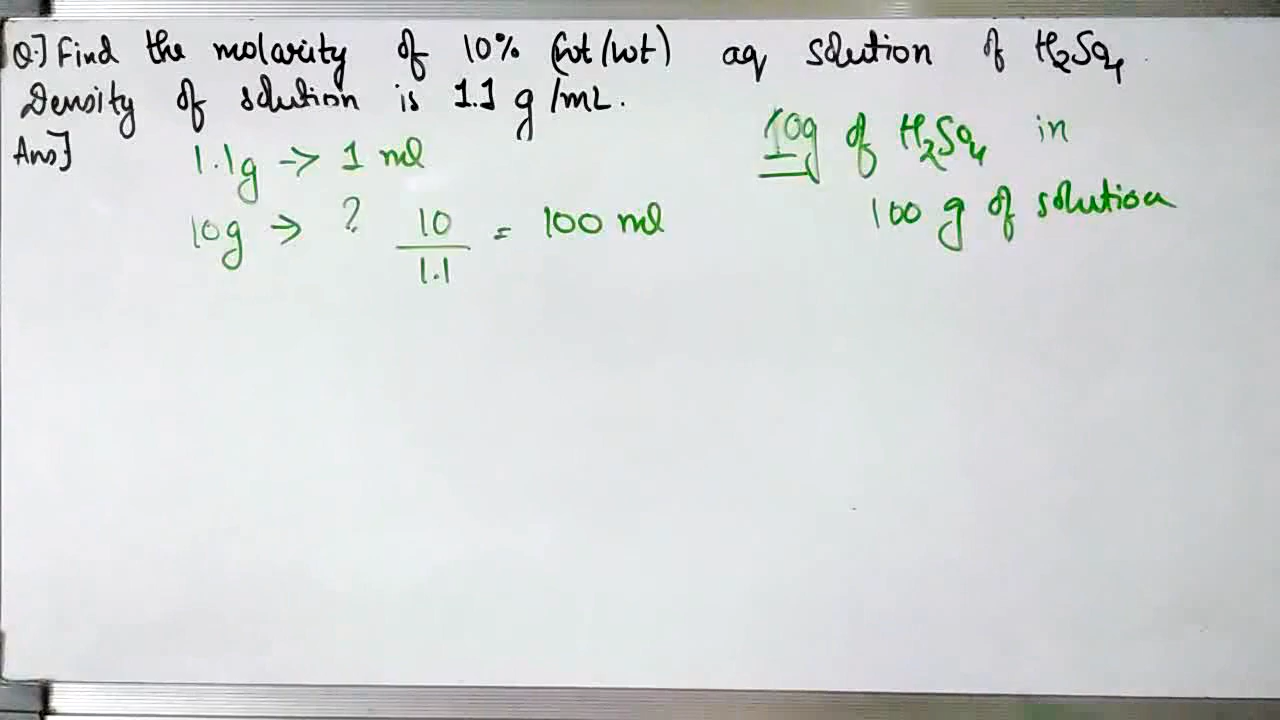 Q.] Find the molarity of 10% (wt/wt) aq solution of H₂SO₄.
Density of solution is 1.1 g/mL.
Ans]
1.1g -> 1 ml
10g -> ? 10/1.1 = 100 ml
10g of H₂SO₄ in
100 g of solution